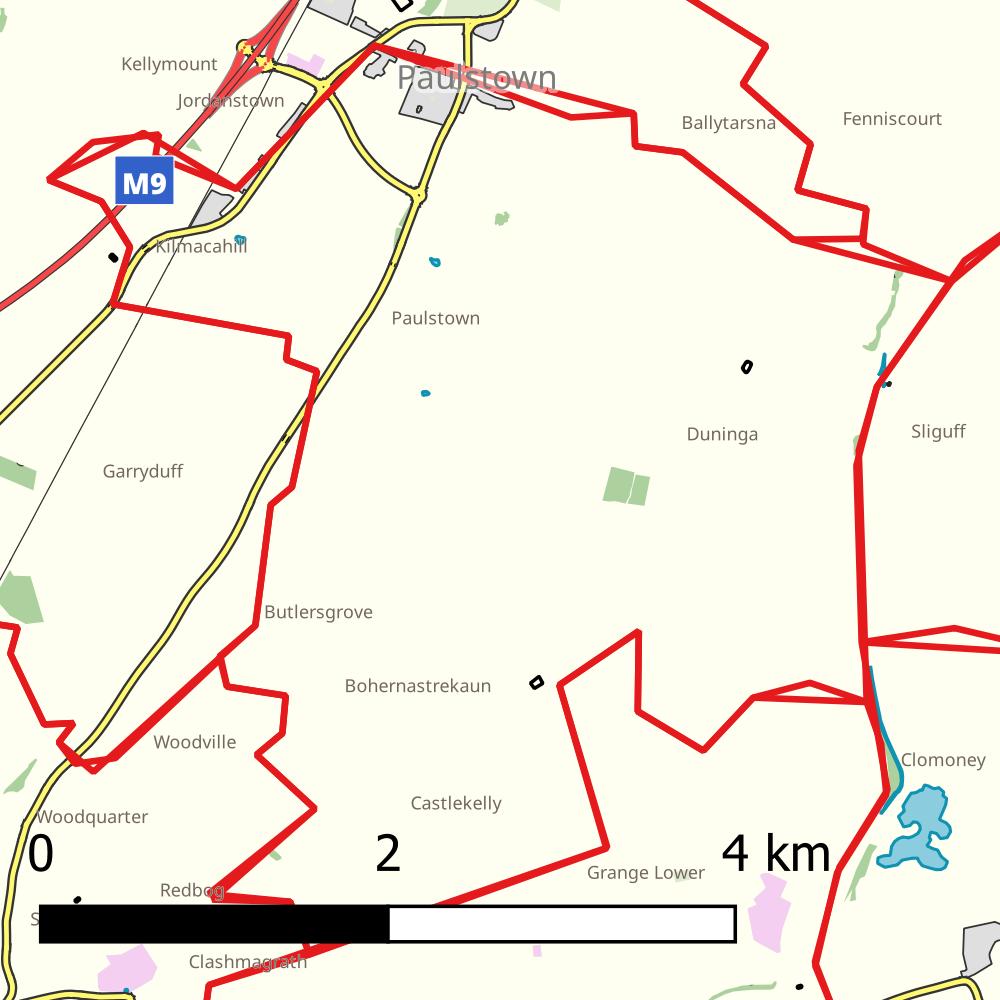 Kellymount
Paulstown
Jordanstown
Ballytarsna
Fenniscourt
M9
Kilmacahill
Paulstown
Duninga
Sliguff
Garryduff
Butlersgrove
Bohernastrekaun
Woodville
Clomoney
Castlekelly
Woodquarter
0 2 4 km
Grange Lower
Redbog
S
Clashmagrath